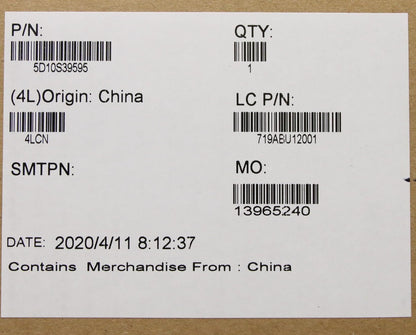 P/N:
5D10S39595
QTY:
1
(4L)Origin: China
4LCN
LC P/N:
719ABU12001
SMTPN:
MO:
13965240
DATE: 2020/4/11 8:12:37
Contains Merchandise From : China